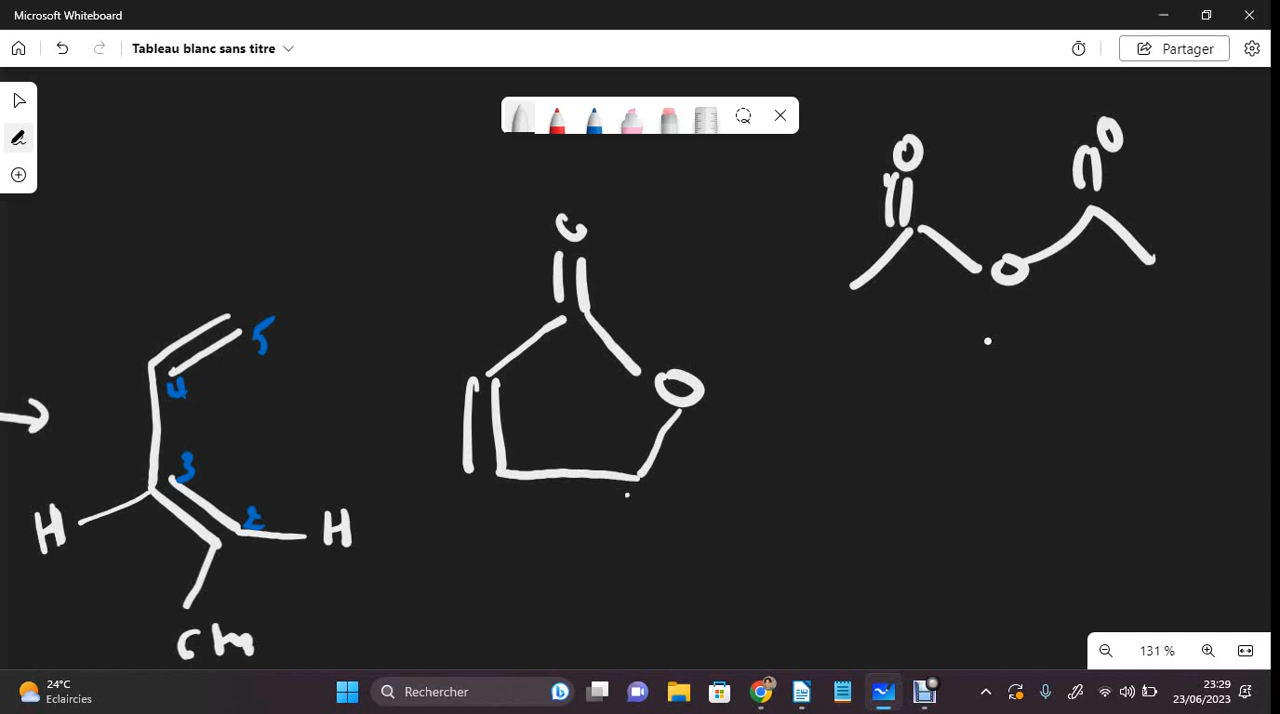 Microsoft Whiteboard
Tableau blanc sans titre
Partager
O
O
O
O
5
4
3
2
H
H
O
cm
131 %
24°C
Eclaircies
Rechercher
23:29
23/06/2023